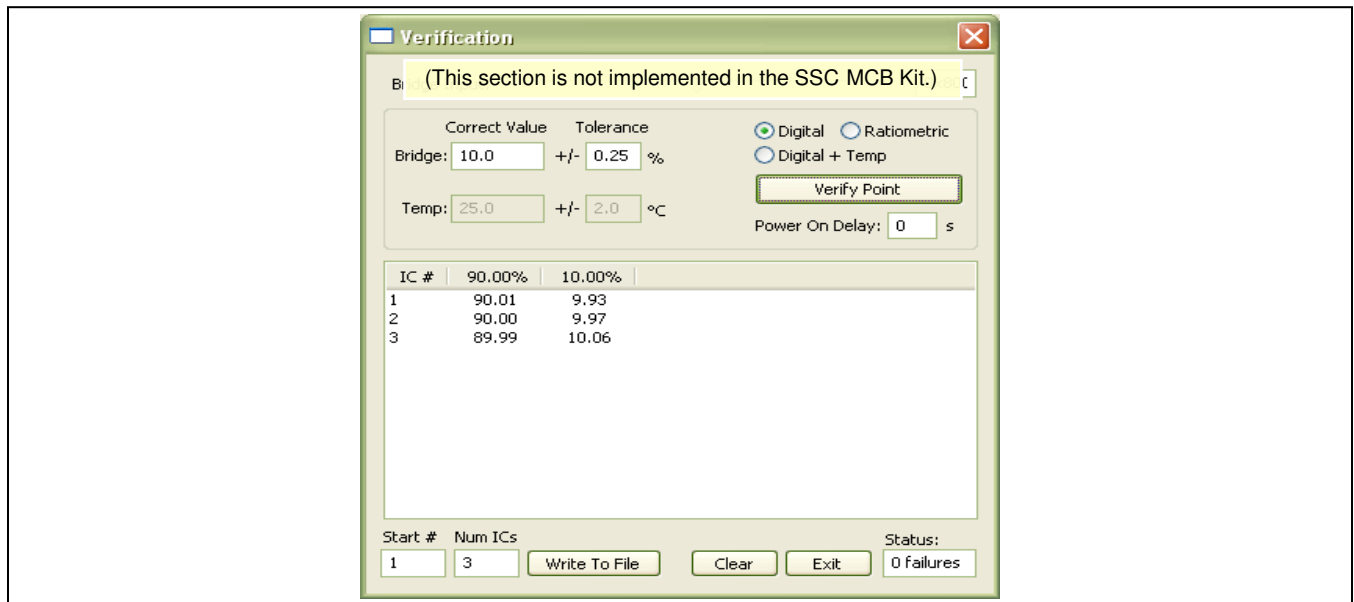 Verification
(This section is not implemented in the SSC MCB Kit.)
Correct Value Tolerance
Digital Ratiometric
Bridge: 10.0 +/- 0.25 %
Digital + Temp
Verify Point
Temp: 25.0 +/- 2.0 °C
Power On Delay: 0 s
IC # 90.00% 10.00%
1 90.01 9.93
2 90.00 9.97
3 89.99 10.06
Start # Num ICs Status:
1 3 Write To File Clear Exit 0 failures